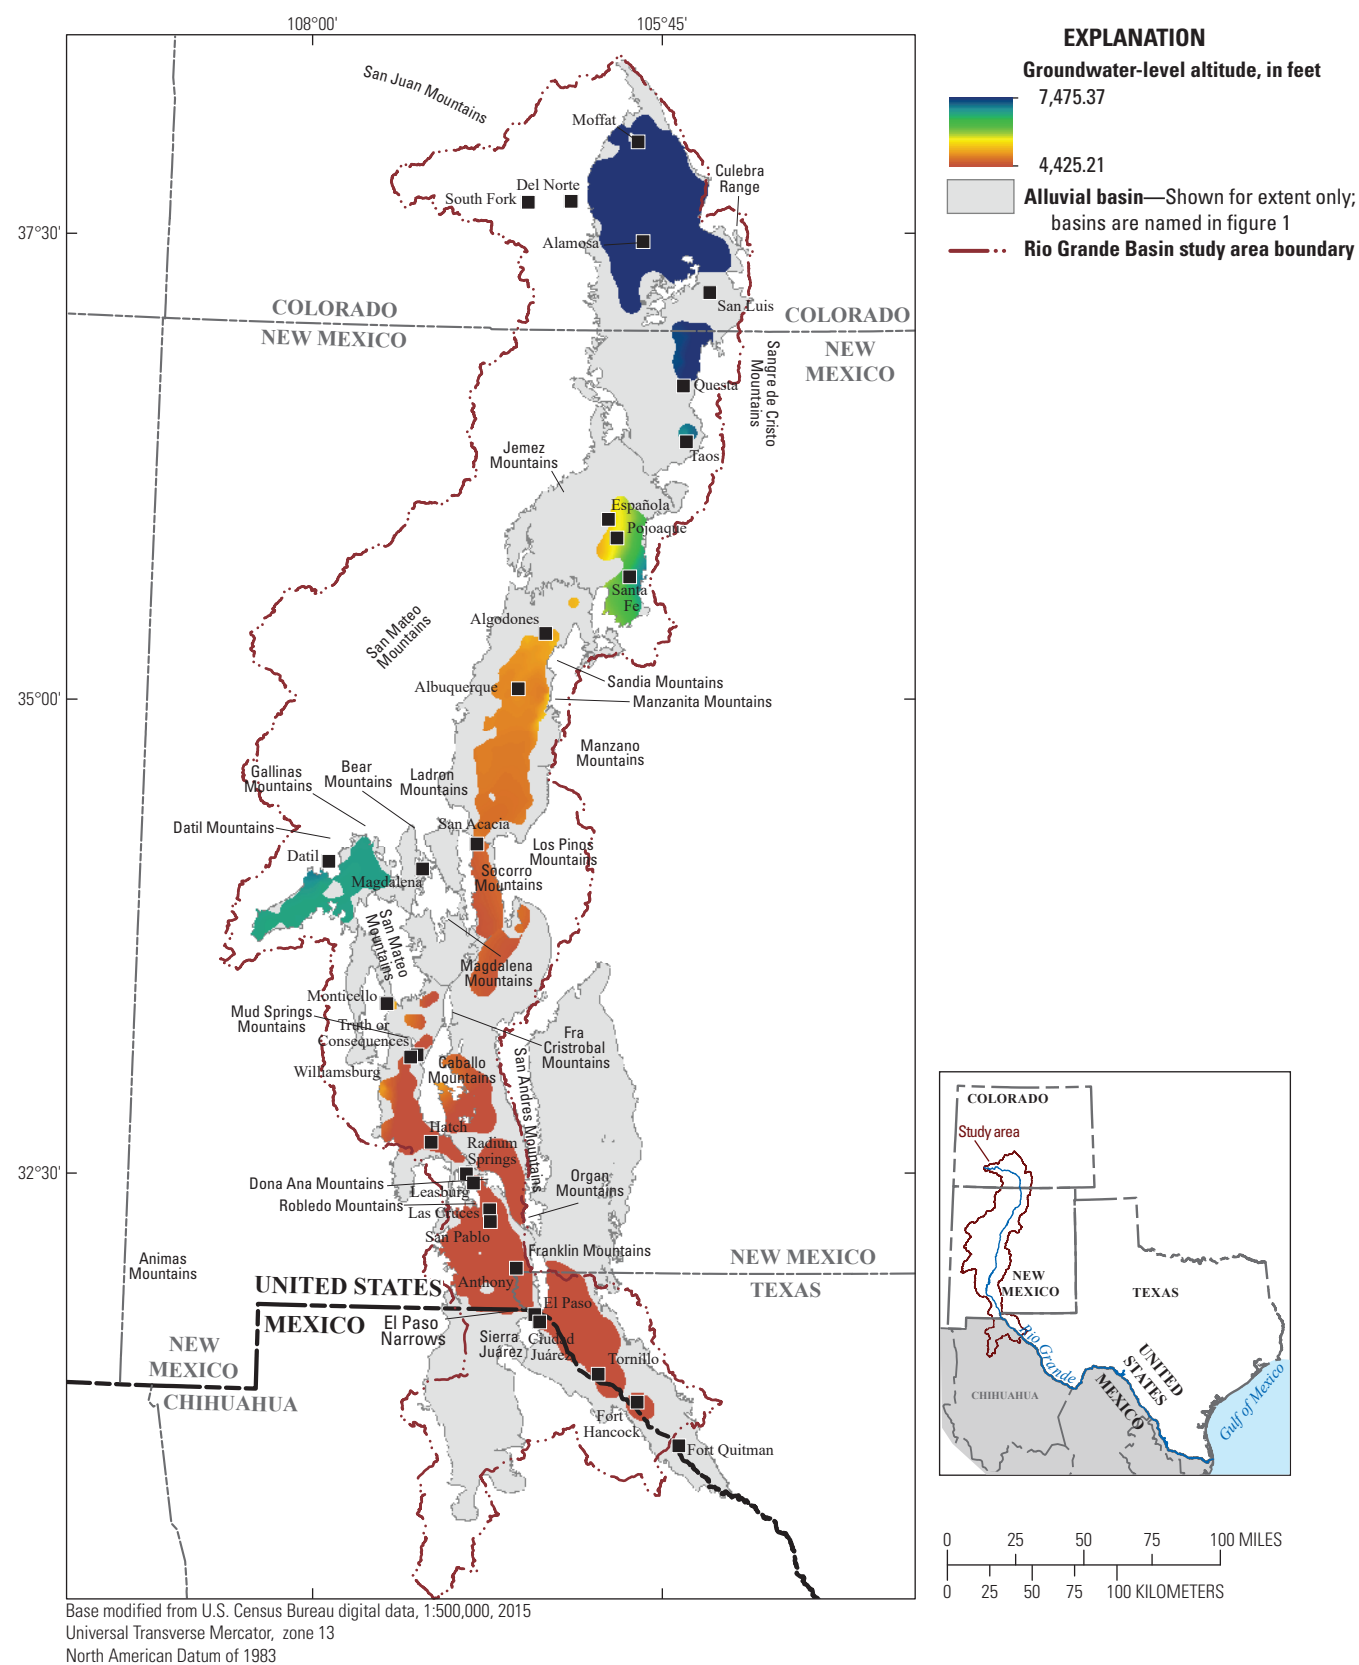 108°00'
105°45'
EXPLANATION
Groundwater-level altitude, in feet
7,475.37
4,425.21
Alluvial basin—Shown for extent only;
basins are named in figure 1
Rio Grande Basin study area boundary
San Juan Mountains
Moffat
Culebra
Range
Del Norte
South Fork
37°30'
Alamosa
San Luis
COLORADO
NEW MEXICO
COLORADO
NEW
MEXICO
Questa
Sangre de Cristo
Mountains
Taos
Jemez
Mountains
Española
Pojoaque
Santa
Fe
San Mateo
Mountains
Algodones
Sandia Mountains
Albuquerque
35°00'
Manzanita Mountains
Manzano
Mountains
Gallinas
Mountains
Bear
Mountains
Ladron
Mountains
Datil Mountains
San Acacia
Los Pinos
Mountains
Datil
Magdalena
Socorro
Mountains
San Mateo
Mountains
Magdalena
Mountains
Monticello
Mud Springs
Mountains
Truth or
Consequences
Fra
Cristrobal
Mountains
Williamsburg
Caballo
Mountains
San Andres Mountains
Hatch
Radium
Springs
32°30'
Dona Ana Mountains
Leasburg
Organ
Mountains
Robledo Mountains
Las Cruces
San Pablo
Franklin Mountains
Animas
Mountains
NEW MEXICO
TEXAS
Anthony
UNITED STATES
MEXICO
El Paso
El Paso
Narrows
Sierra
Juárez
Ciudad
Juárez
NEW
MEXICO
CHIHUAHUA
Tornillo
Fort
Hancock
Fort Quitman
COLORADO
Study area
NEW
MEXICO
TEXAS
Rio Grande
CHIHUAHUA
UNITED
STATES
MEXICO
Gulf of Mexico
0 25 50 75 100 MILES
0 25 50 75 100 KILOMETERS
Base modified from U.S. Census Bureau digital data, 1:500,000, 2015
Universal Transverse Mercator, zone 13
North American Datum of 1983